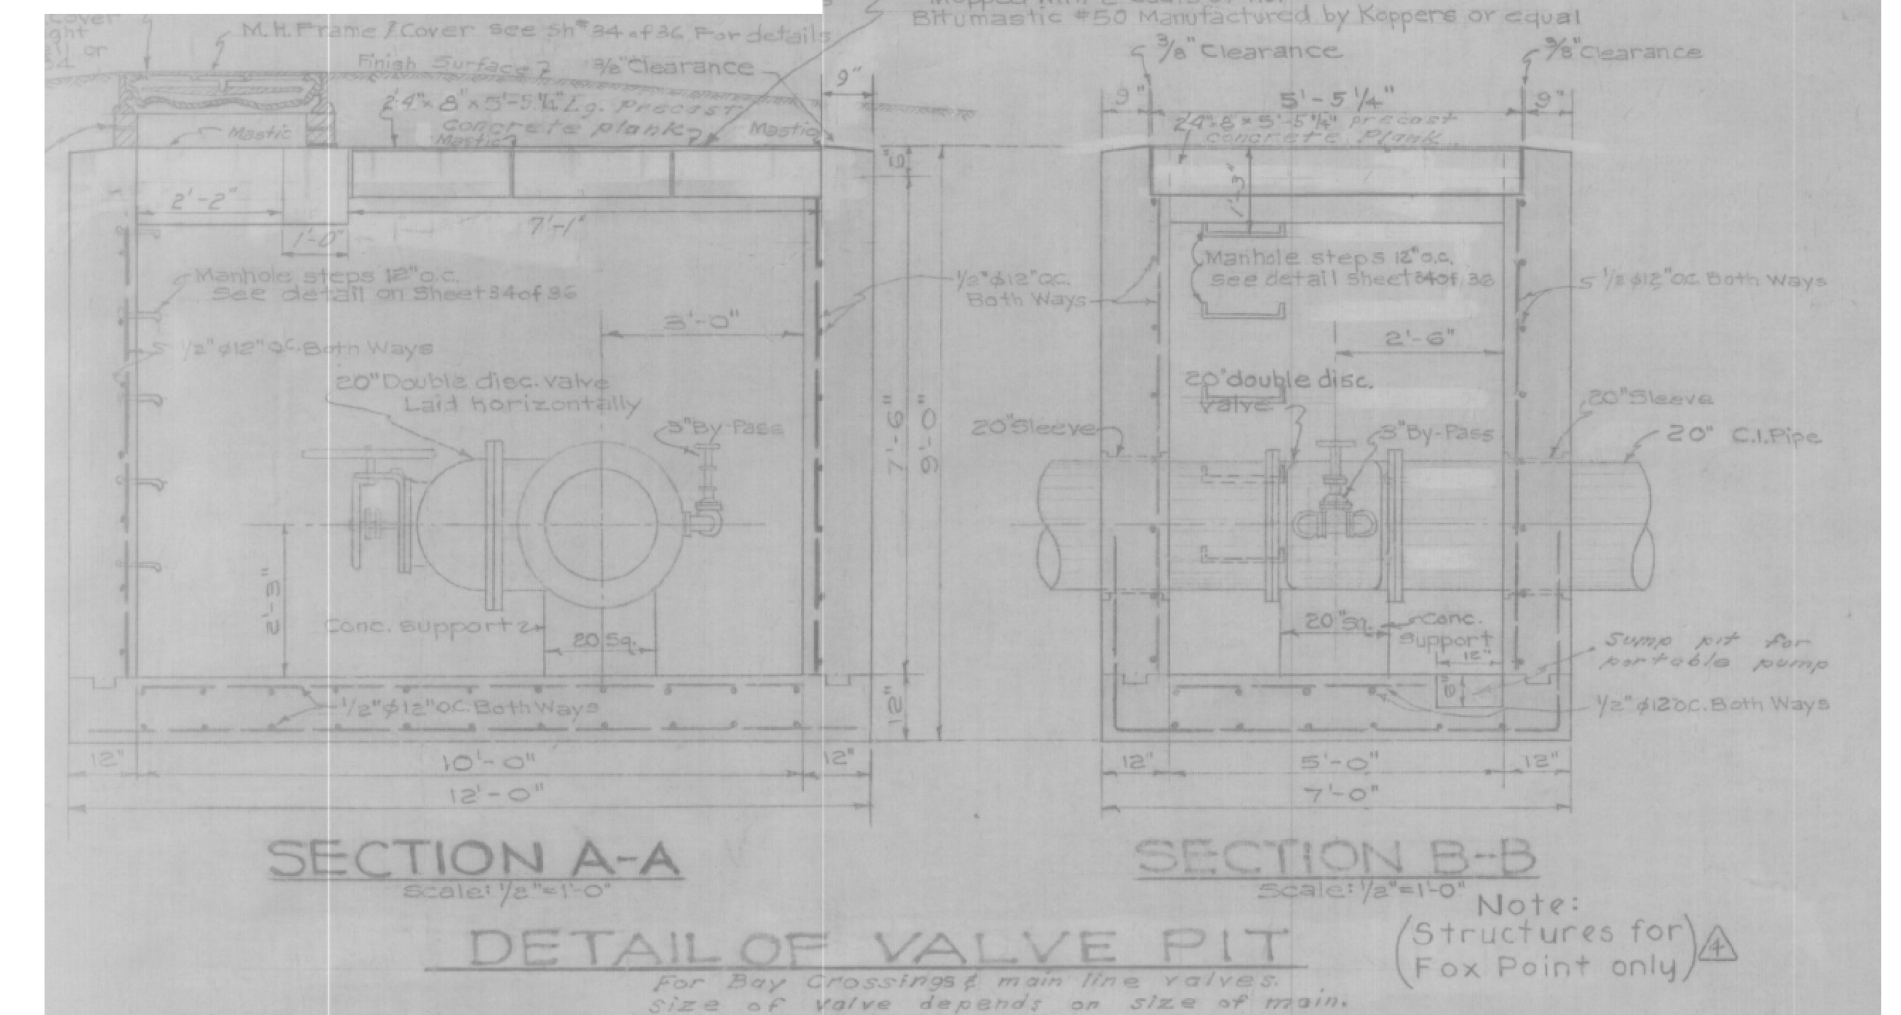 Bitumastic #50 Manufactured by Koppers or equal
cover
M.H. Frame & Cover see Sh# 34 of 36 For details
Finish Surface
3/8" Clearance
9"
2'4" x 8" x 5'-5 1/4" Lg. Precast
Concrete plank
Mastic
Mastic
Mastic
6"
2'-2"
1'-0"
7'-1"
Manhole steps 12" o.c.
See detail on Sheet 34 of 36
1/2" φ 12" O.C. Both Ways
3'-0"
1/2" φ 12" O.C.
Both Ways
20" Double disc. valve
Laid horizontally
3" By-Pass
7'-6"
9'-0"
2'-3"
Conc. support
20 Sq.
1/2" φ 12" O.C. Both Ways
12"
12"
10'-0"
12"
12'-0"
SECTION A-A
Scale: 1/2"=1'-0"
3/8" Clearance
3/8" Clearance
9"
5'-5 1/4"
9"
2'4" x 8" x 5'-5 1/4" precast
concrete Plank
1'-3"
Manhole steps 12" o.c.
see detail sheet 34 of 36
5 1/2 φ 12" O.C. Both Ways
2'-6"
20" double disc.
valve
20" Sleeve
20" Sleeve
3" By-Pass
20" C.I. Pipe
20" Sq.
Conc.
Support
12"
6"
Sump pit for
portable pump
1/2" φ 12" O.C. Both Ways
12"
5'-0"
12"
7'-0"
SECTION B-B
Scale: 1/2"=1'-0"
Note:
(Structures for
Fox Point only)
4
DETAIL OF VALVE PIT
For Bay Crossings & main line valves.
size of valve depends on size of main.